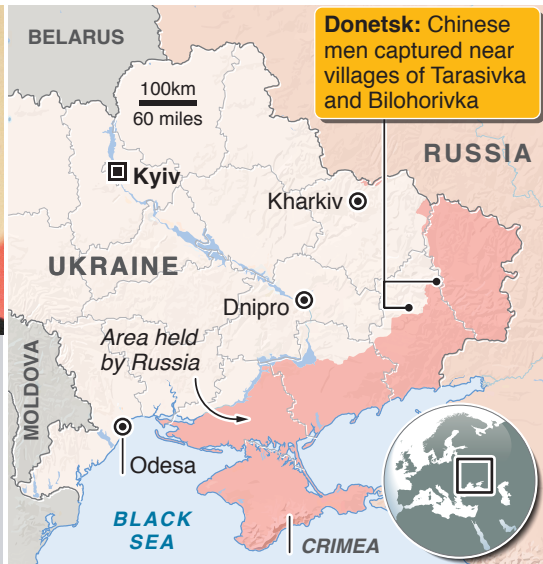 BELARUS
Donetsk: Chinese
men captured near
villages of Tarasivka
and Bilohorivka
100km
60 miles
RUSSIA
Kyiv
Kharkiv
UKRAINE
Dnipro
Area held
by Russia
MOLDOVA
Odesa
BLACK
SEA
CRIMEA